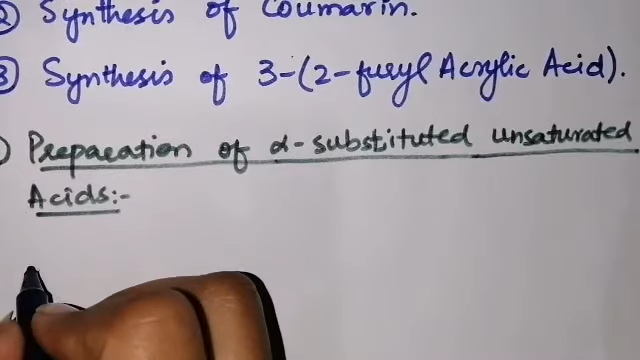 ② Synthesis of Coumarin.
③ Synthesis of 3-(2-furyl Acrylic Acid).
Preparation of α-substituted unsaturated
Acids:-